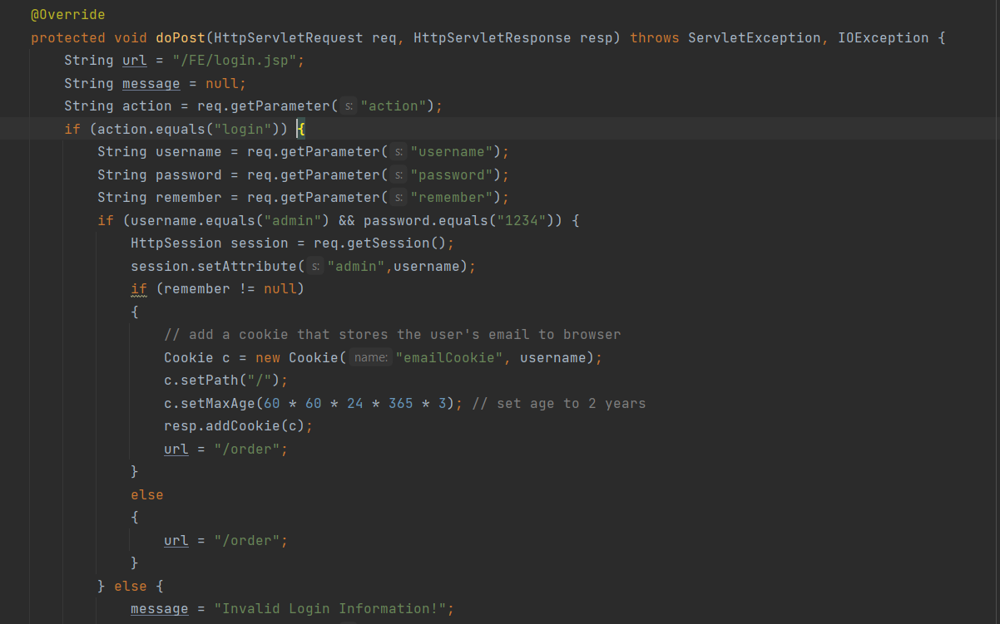 @Override
protected void doPost(HttpServletRequest req, HttpServletResponse resp) throws ServletException, IOException {
String url = "/FE/login.jsp";
String message = null;
String action = req.getParameter( s: "action");
if (action.equals("login")) {
String username = req.getParameter( s: "username");
String password = req.getParameter( s: "password");
String remember = req.getParameter( s: "remember");
if (username.equals("admin") && password.equals("1234")) {
HttpSession session = req.getSession();
session.setAttribute( s: "admin",username);
if (remember != null)
{
// add a cookie that stores the user's email to browser
Cookie c = new Cookie( name: "emailCookie", username);
c.setPath("/");
c.setMaxAge(60 * 60 * 24 * 365 * 3); // set age to 2 years
resp.addCookie(c);
url = "/order";
}
else
{
url = "/order";
}
} else {
message = "Invalid Login Information!";